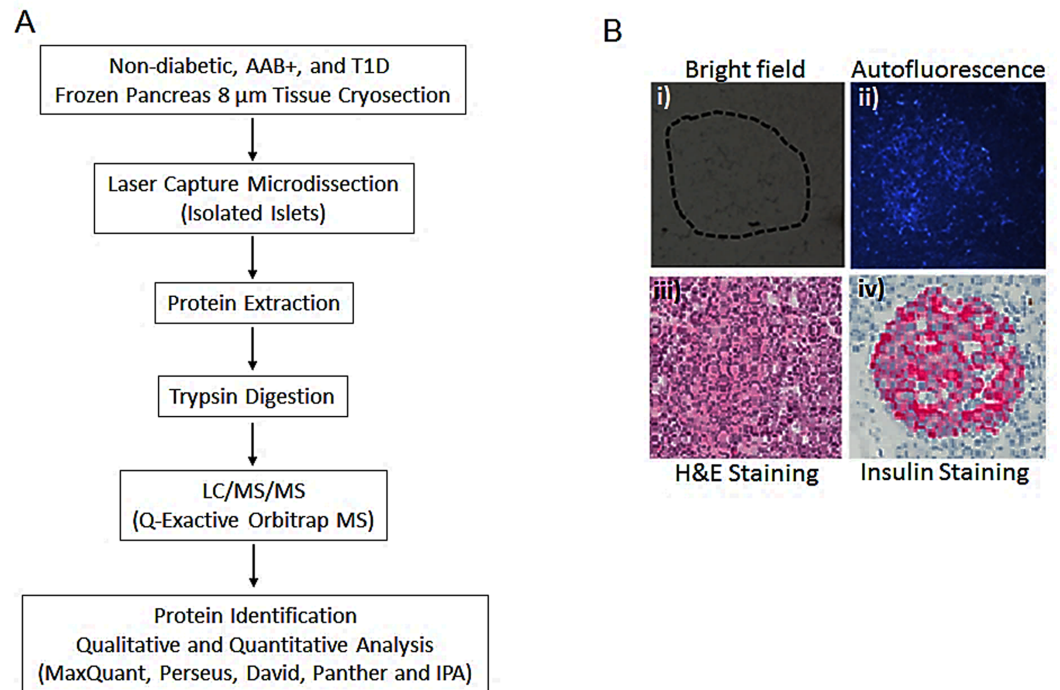 A
Non-diabetic, AAB+, and T1D
Frozen Pancreas 8 µm Tissue Cryosection
Laser Capture Microdissection
(Isolated Islets)
Protein Extraction
Trypsin Digestion
LC/MS/MS
(Q-Exactive Orbitrap MS)
Protein Identification
Qualitative and Quantitative Analysis
(MaxQuant, Perseus, David, Panther and IPA)
B
Bright field
Autofluorescence
i)
ii)
iii)
iv)
H&E Staining
Insulin Staining